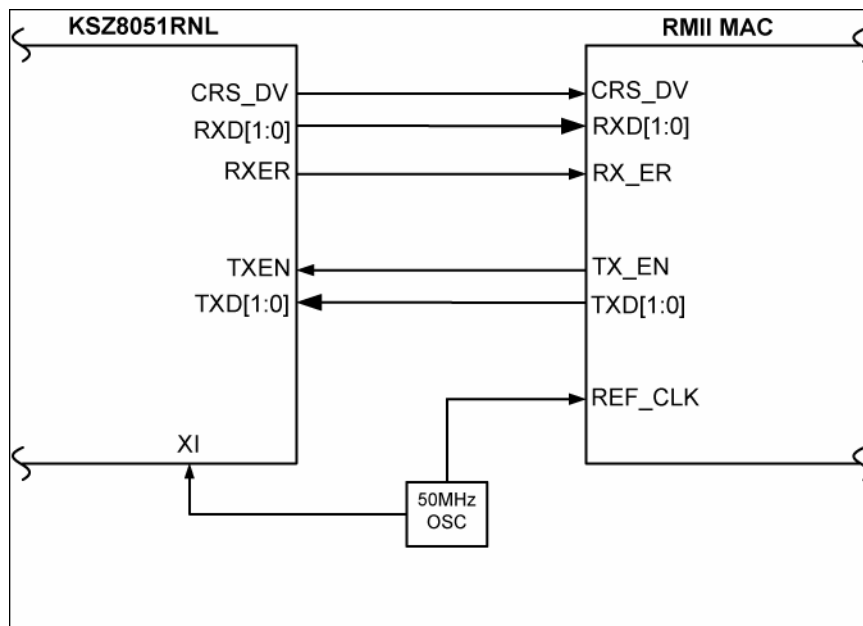 KSZ8051RNL
RMII MAC
CRS_DV
CRS_DV
RXD[1:0]
RXD[1:0]
RXER
RX_ER
TXEN
TX_EN
TXD[1:0]
TXD[1:0]
REF_CLK
XI
50MHz
OSC